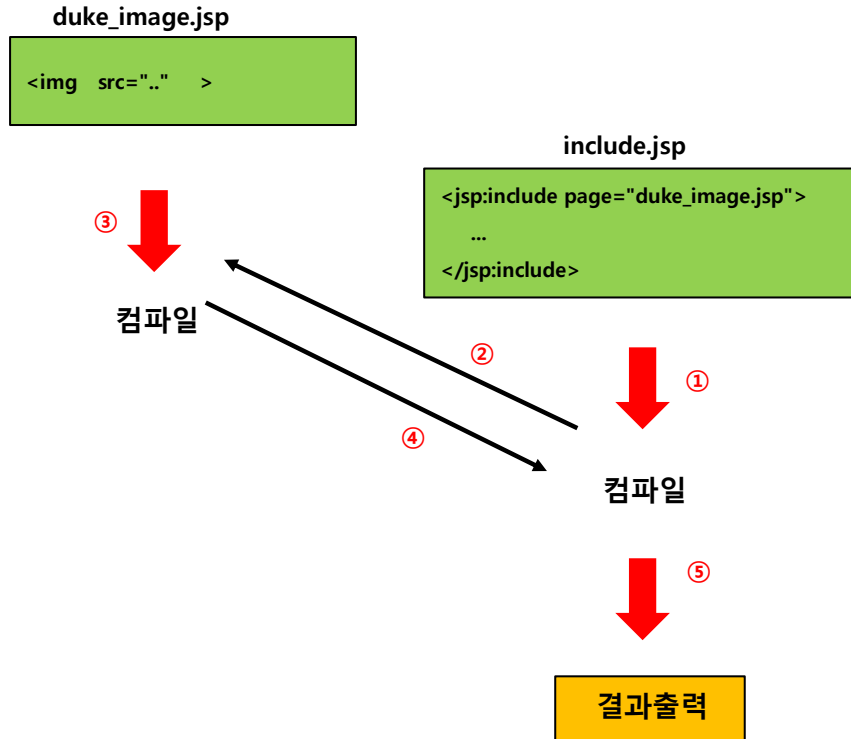 duke_image.jsp
<img src=".." >
include.jsp
<jsp:include page="duke_image.jsp">
...
</jsp:include>
③
컴파일
②
①
④
컴파일
⑤
결과출력